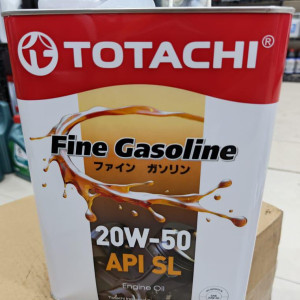 TOTACHI®
Fine Gasoline
ファイン ガソリン
20W-50
API SL
Engine Oil